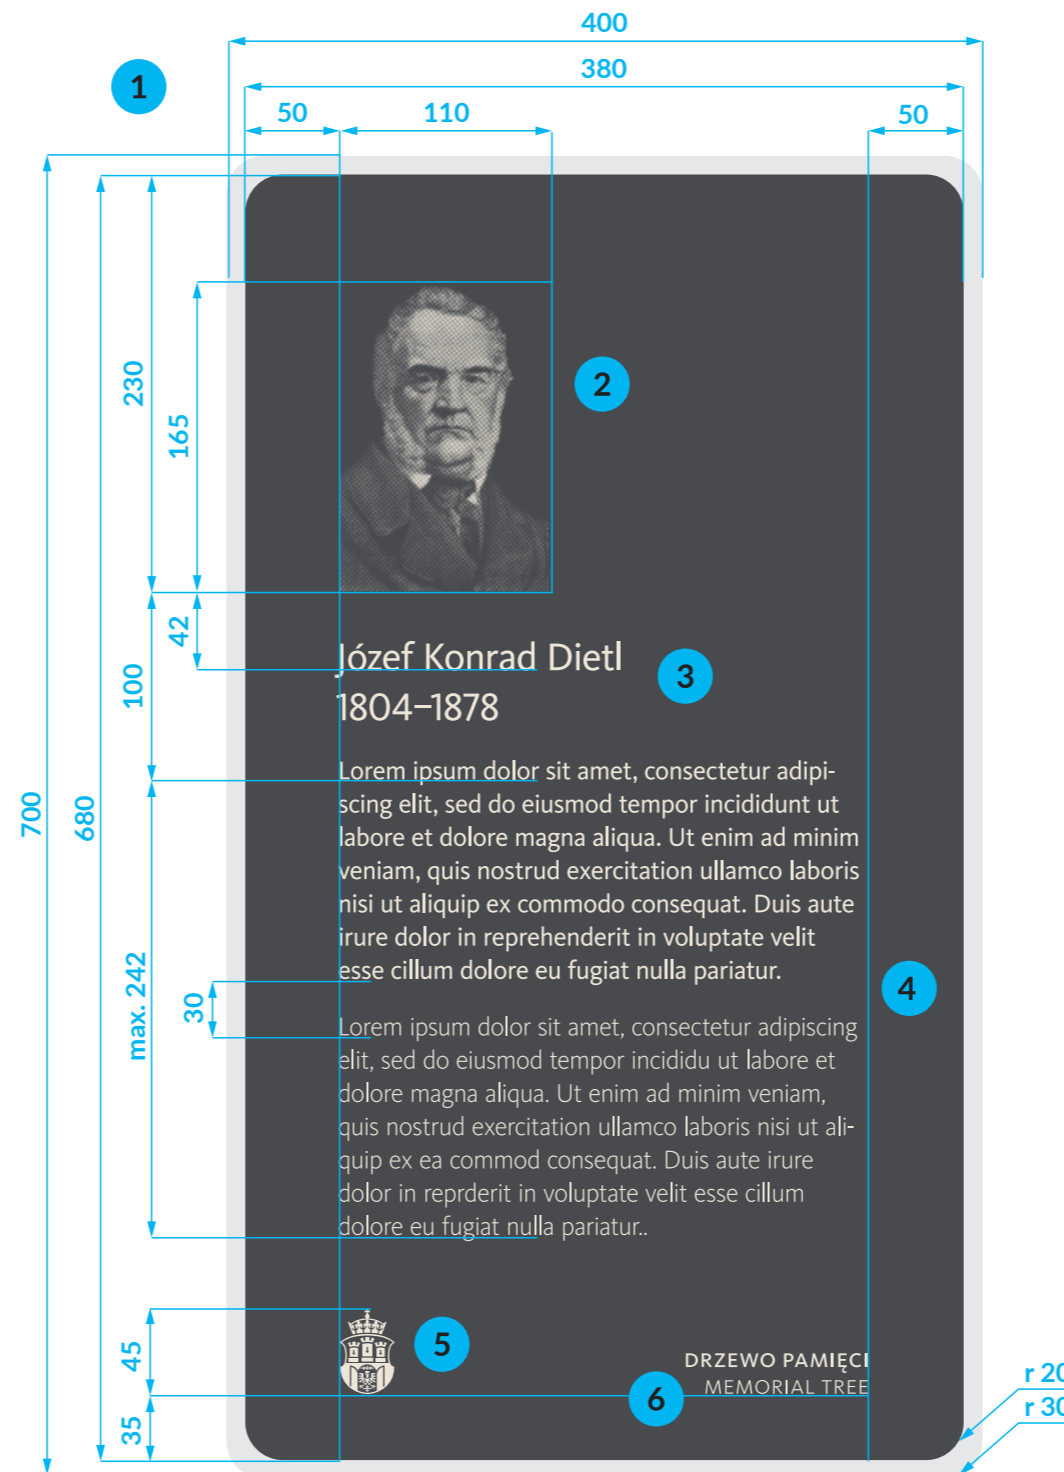 400
1
380
50
110
50
230
165
2
42
100
Józef Konrad Dietl
3
1804–1878
700
680
Lorem ipsum dolor sit amet, consectetur adipi-
scing elit, sed do eiusmod tempor incididunt ut
labore et dolore magna aliqua. Ut enim ad minim
veniam, quis nostrud exercitation ullamco laboris
nisi ut aliquip ex commodo consequat. Duis aute
irure dolor in reprehenderit in voluptate velit
esse cillum dolore eu fugiat nulla pariatur.
max. 242
30
4
Lorem ipsum dolor sit amet, consectetur adipiscing
elit, sed do eiusmod tempor incididu ut labore et
dolore magna aliqua. Ut enim ad minim veniam,
quis nostrud exercitation ullamco laboris nisi ut ali-
quip ex ea commod consequat. Duis aute irure
dolor in reprderit in voluptate velit esse cillum
dolore eu fugiat nulla pariatur..
45
5
DRZEWO PAMIĘCI
MEMORIAL TREE
6
35
r 20
r 30